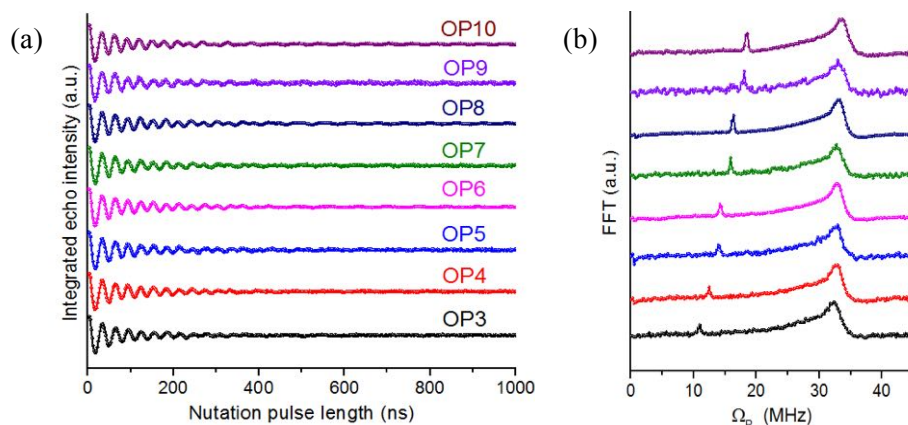 (a)
Integrated echo intensity (a.u.)
OP10
OP9
OP8
OP7
OP6
OP5
OP4
OP3
0 200 400 600 800 1000
Nutation pulse length (ns)
(b)
FFT (a.u.)
0 10 20 30 40
Ωp (MHz)